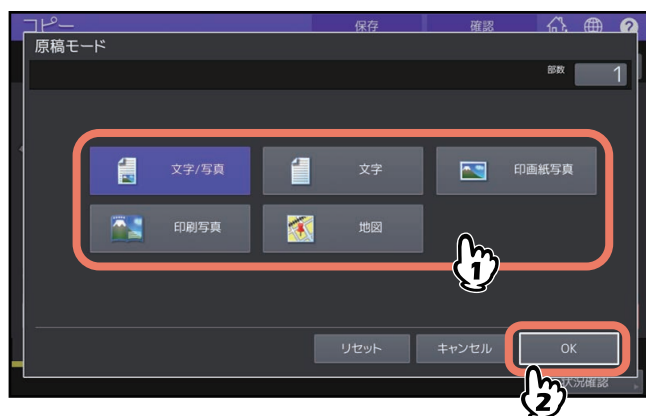 コピー 保存 確認 ?
原稿モード
部数 1
文字/写真 文字 印画紙写真
印刷写真 地図
1
リセット キャンセル OK
状況確認
2